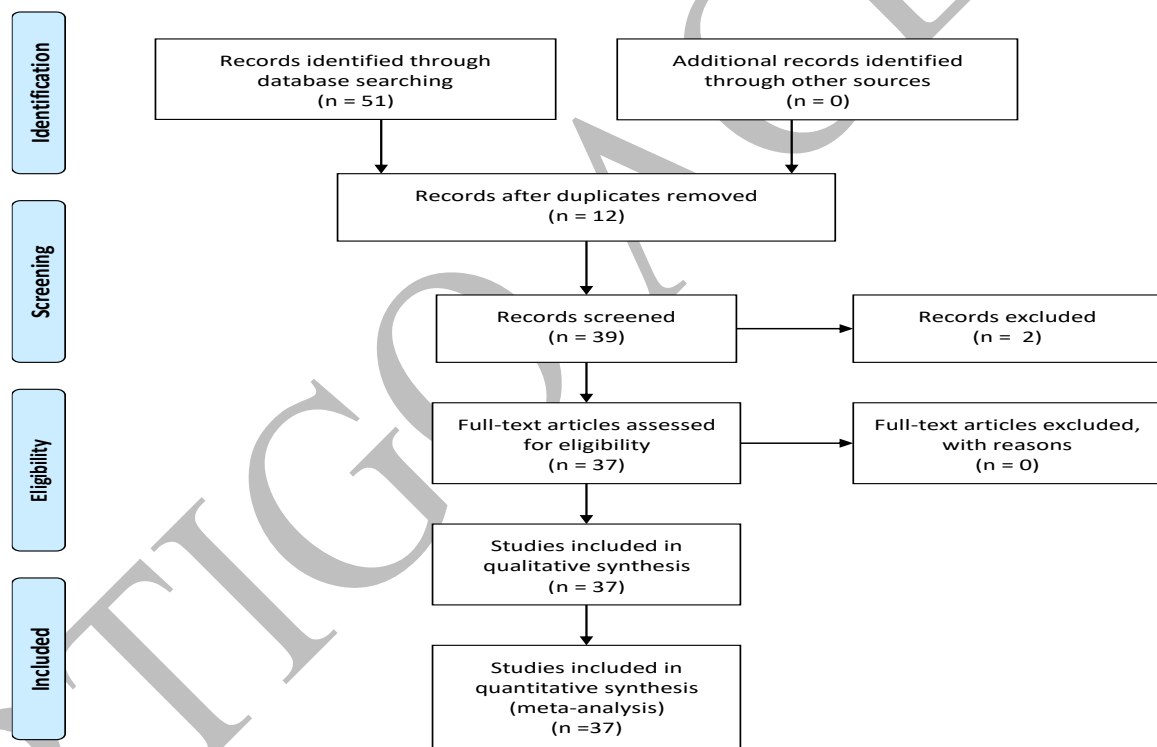 Identification
Records identified through
database searching
(n = 51)
Additional records identified
through other sources
(n = 0)
Records after duplicates removed
(n = 12)
Screening
Records screened
(n = 39)
Records excluded
(n =  2)
Eligibility
Full-text articles assessed
for eligibility
(n = 37)
Full-text articles excluded,
with reasons
(n = 0)
Studies included in
qualitative synthesis
(n = 37)
Included
Studies included in
quantitative synthesis
(meta-analysis)
(n =37)